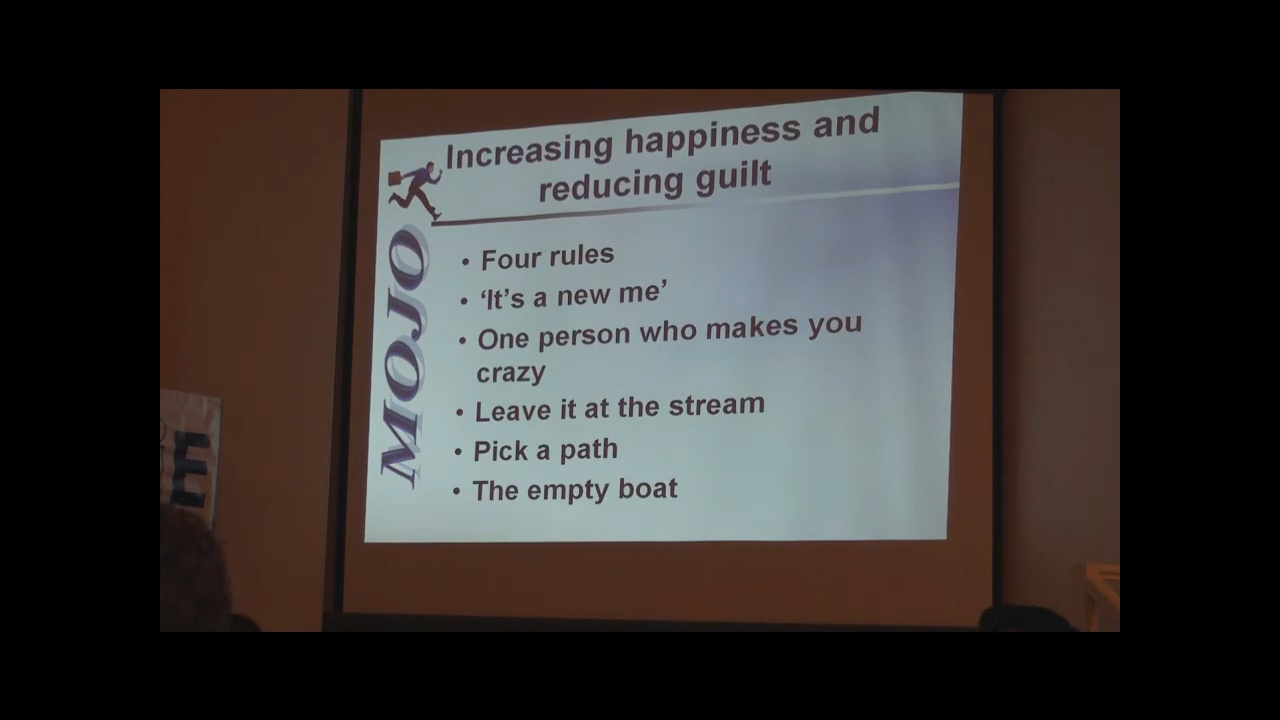 Increasing happiness and
reducing guilt
MOJO
• Four rules
• ‘It’s a new me’
• One person who makes you
crazy
• Leave it at the stream
• Pick a path
• The empty boat
E